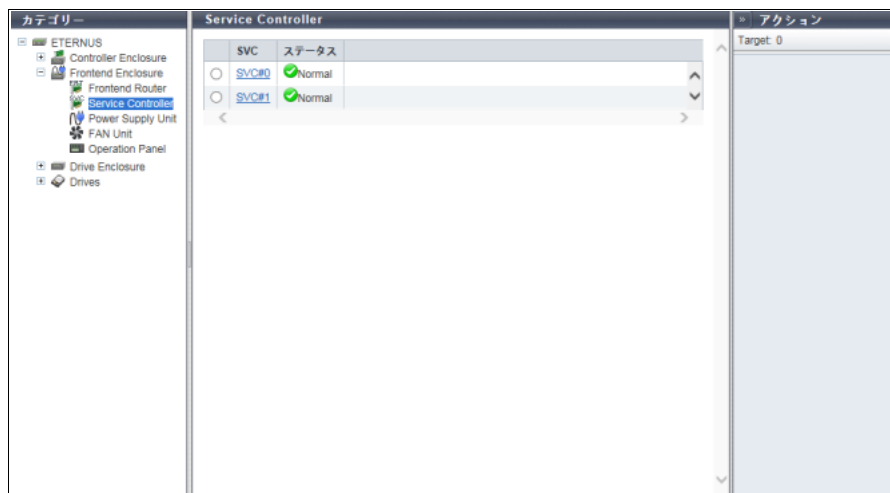 カテゴリー
ETERNUS
Controller Enclosure
Frontend Enclosure
Frontend Router
Service Controller
Power Supply Unit
FAN Unit
Operation Panel
Drive Enclosure
Drives
Service Controller
SVC ステータス
SVC#0 Normal
SVC#1 Normal
» アクション
Target: 0